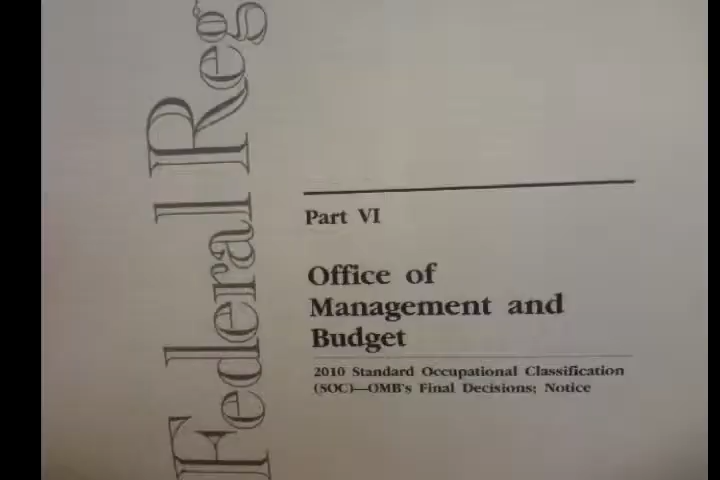 Federal Reg
Part VI
Office of
Management and
Budget
2010 Standard Occupational Classification
(SOC)—OMB's Final Decisions; Notice